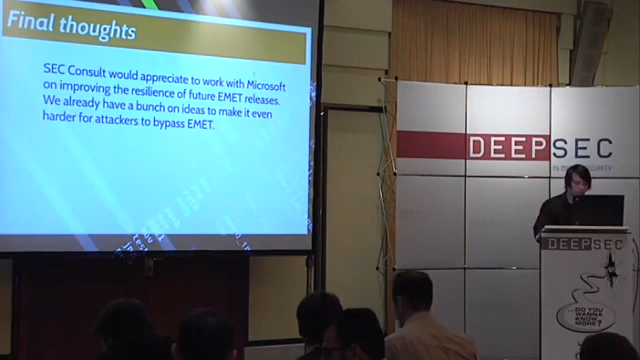 Final thoughts
SEC Consult would appreciate to work with Microsoft
on improving the resilience of future EMET releases.
We already have a bunch on ideas to make it even
harder for attackers to bypass EMET.
DEEPSEC
DEEPSEC
DO YOU
WANNA
KNOW
MORE?